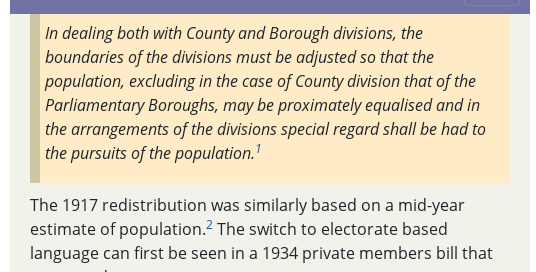 In dealing both with County and Borough divisions, the
boundaries of the divisions must be adjusted so that the
population, excluding in the case of County division that of the
Parliamentary Boroughs, may be proximately equalised and in
the arrangements of the divisions special regard shall be had to
the pursuits of the population.1
The 1917 redistribution was similarly based on a mid-year
estimate of population.2 The switch to electorate based
language can first be seen in a 1934 private members bill that